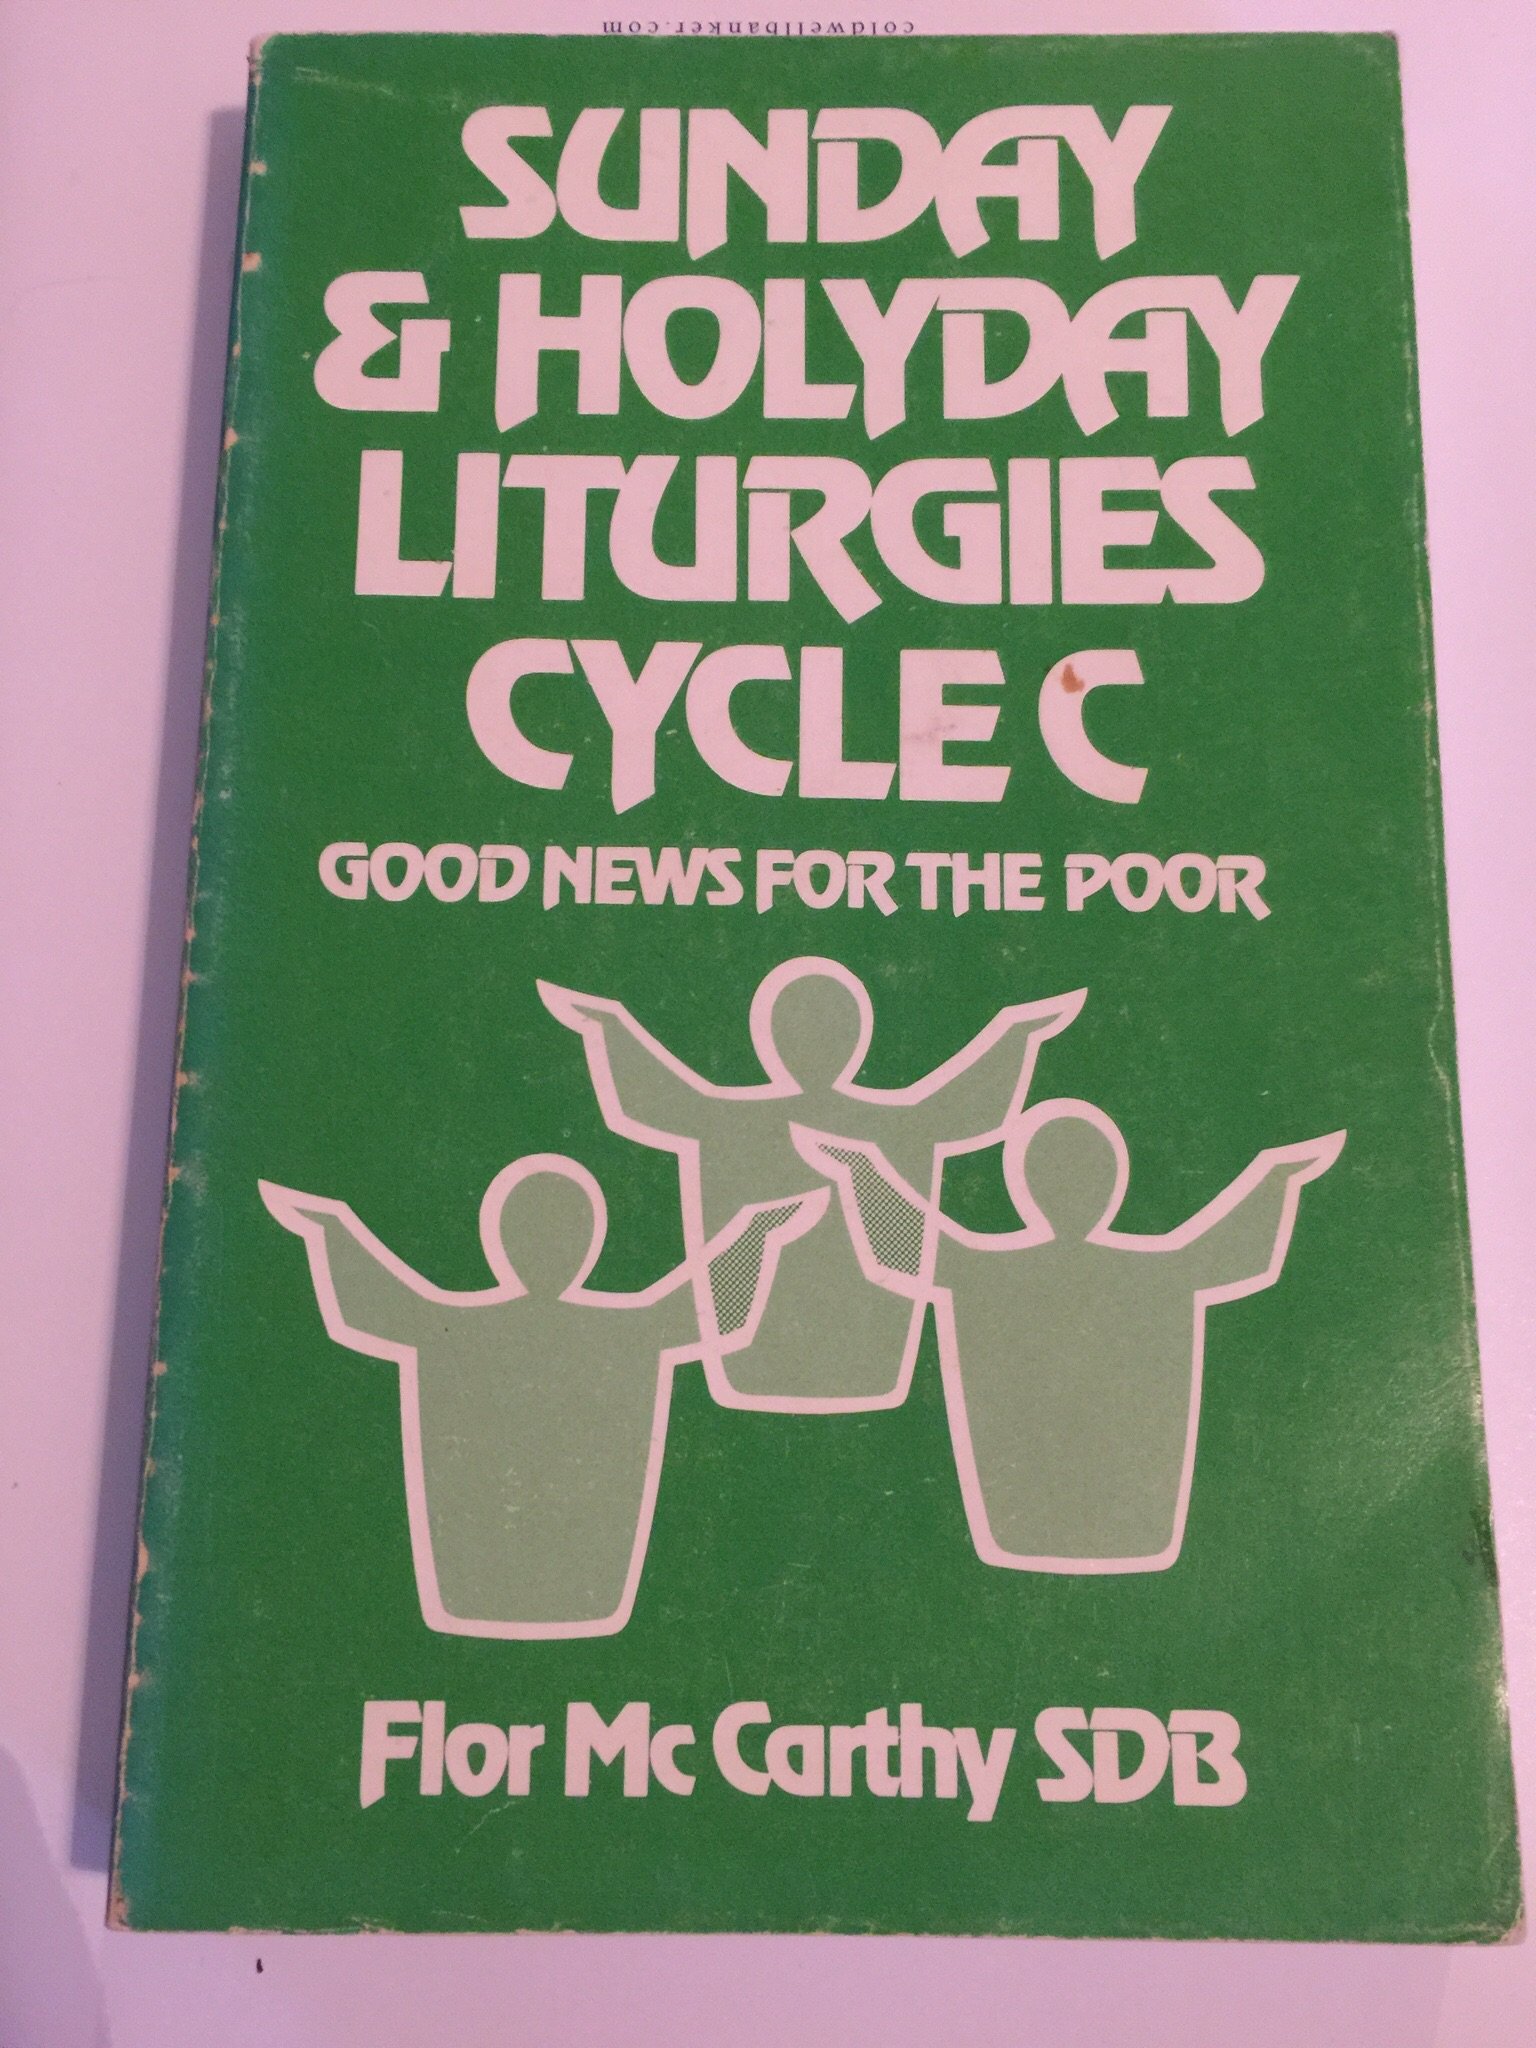 coldwellbanker.com
SUNDAY
& HOLYDAY
LITURGIES
CYCLE C
GOOD NEWS FOR THE POOR
Flor Mc Carthy SDB